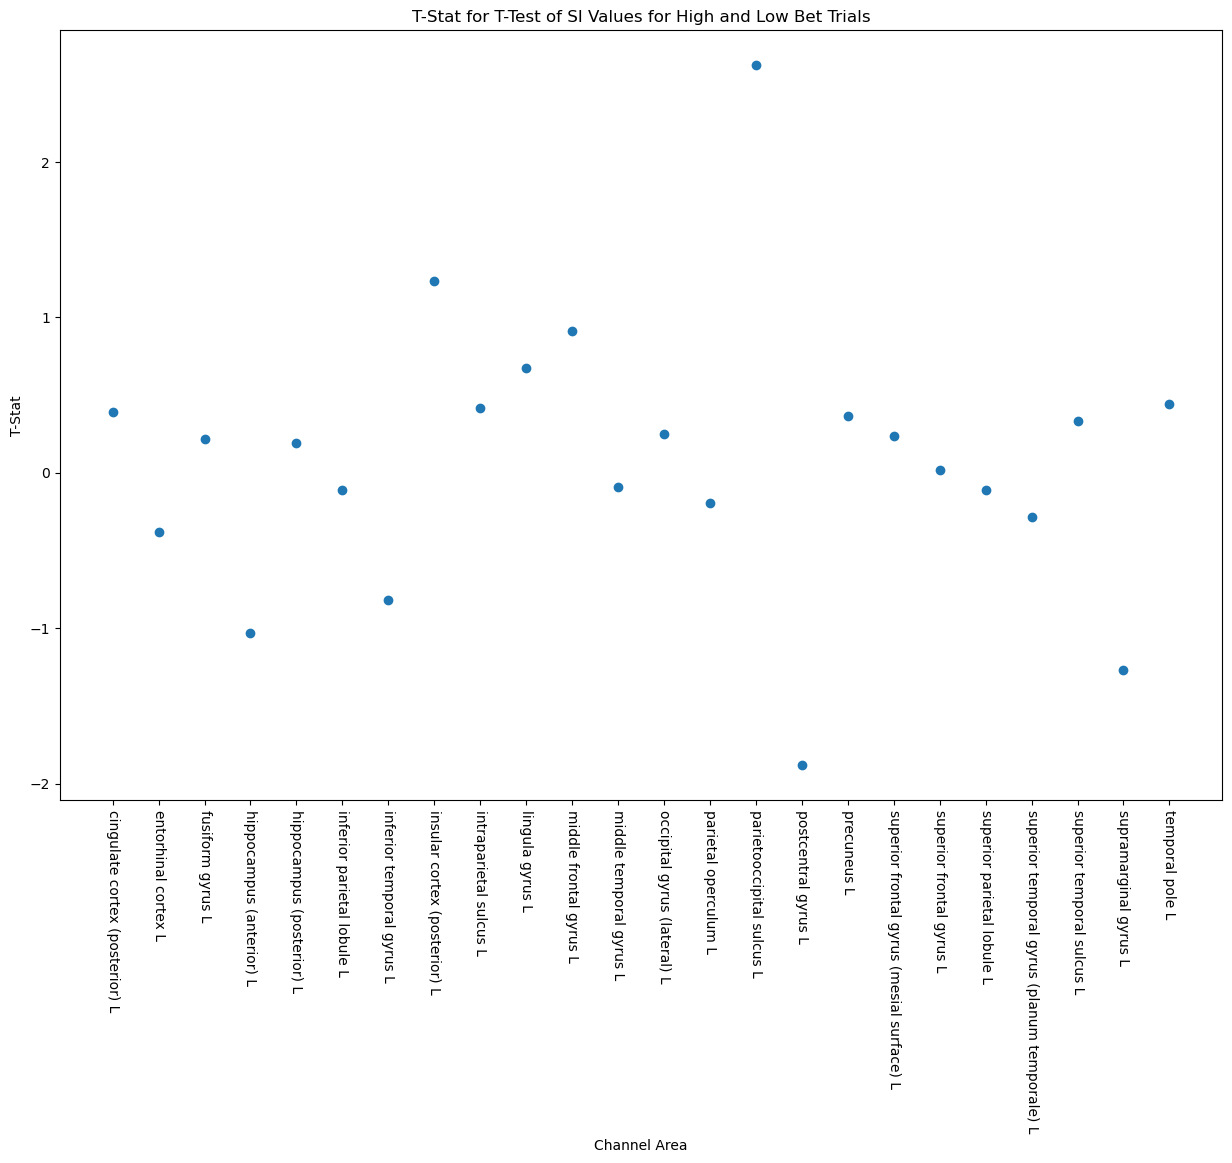 T-Stat for T-Test of SI Values for High and Low Bet Trials
T-Stat
2
1
0
−1
−2
cingulate cortex (posterior) L
entorhinal cortex L
fusiform gyrus L
hippocampus (anterior) L
hippocampus (posterior) L
inferior parietal lobule L
inferior temporal gyrus L
insular cortex (posterior) L
intraparietal sulcus L
lingula gyrus L
middle frontal gyrus L
middle temporal gyrus L
occipital gyrus (lateral) L
parietal operculum L
parietooccipital sulcus L
postcentral gyrus L
precuneus L
superior frontal gyrus (mesial surface) L
superior frontal gyrus L
superior parietal lobule L
superior temporal gyrus (planum temporale) L
superior temporal sulcus L
supramarginal gyrus L
temporal pole L
Channel Area